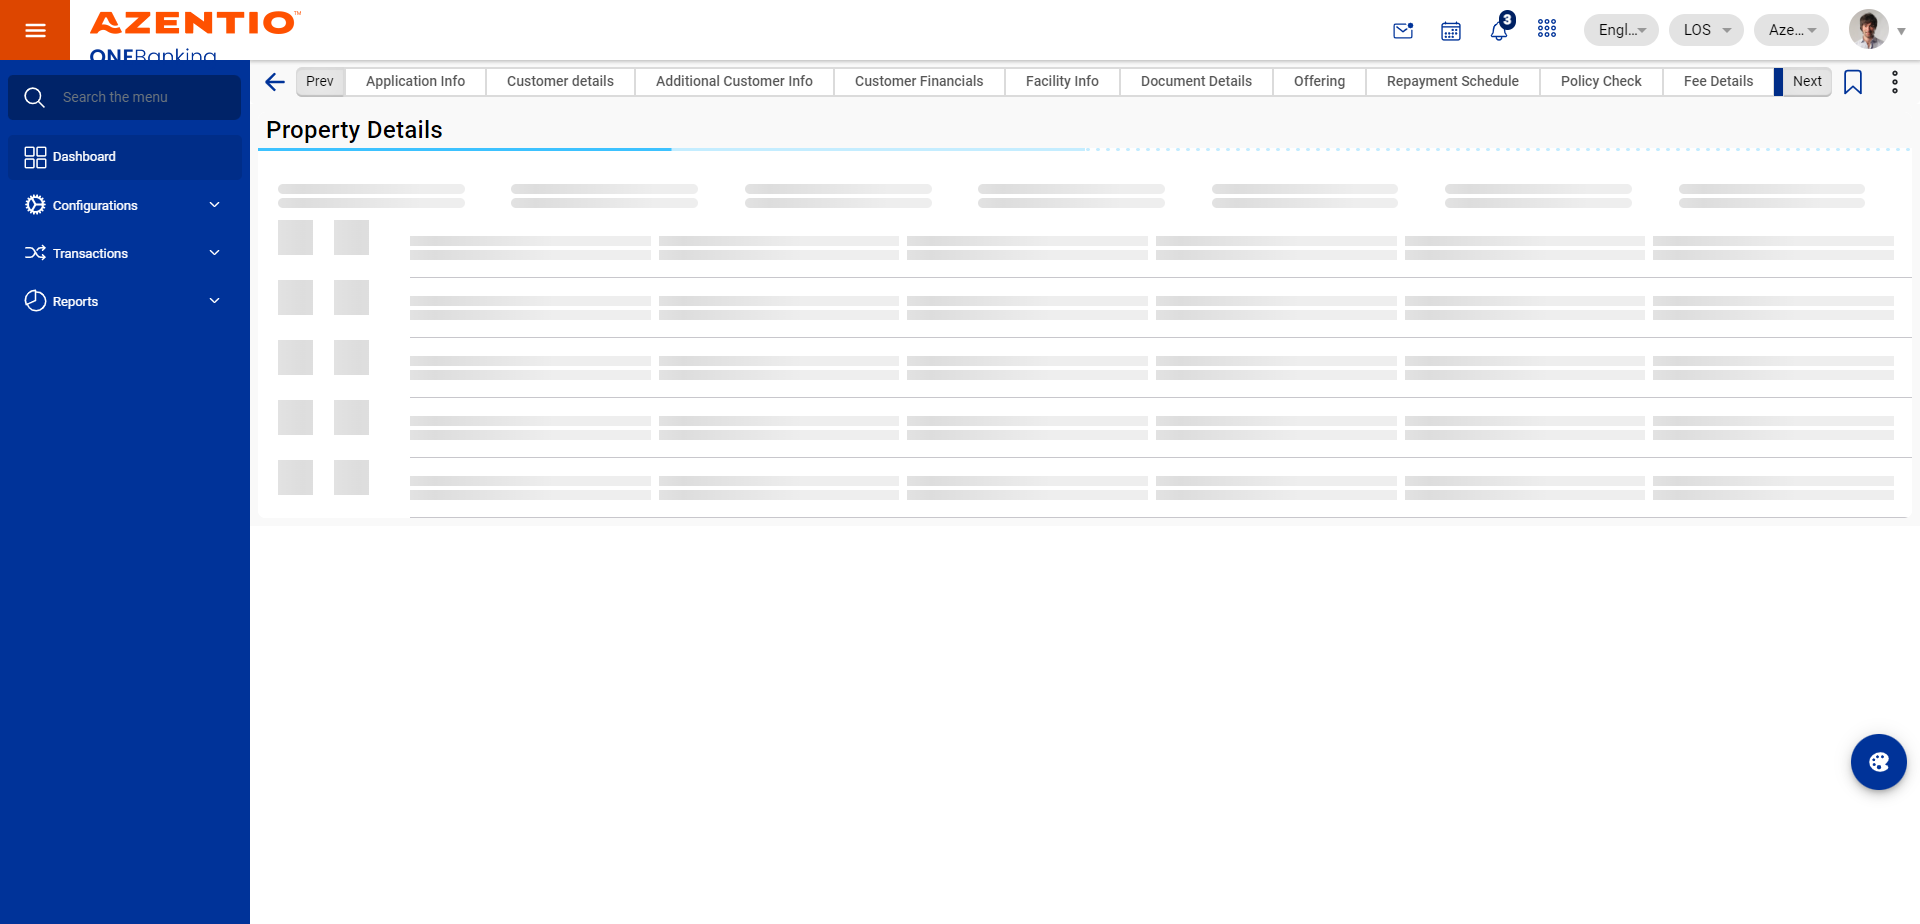 AZENTIO™
ONEBanking
3
Engl...
LOS
Aze...
Search the menu
Dashboard
Configurations
Transactions
Reports
Prev
Application Info
Customer details
Additional Customer Info
Customer Financials
Facility Info
Document Details
Offering
Repayment Schedule
Policy Check
Fee Details
Next
Property Details